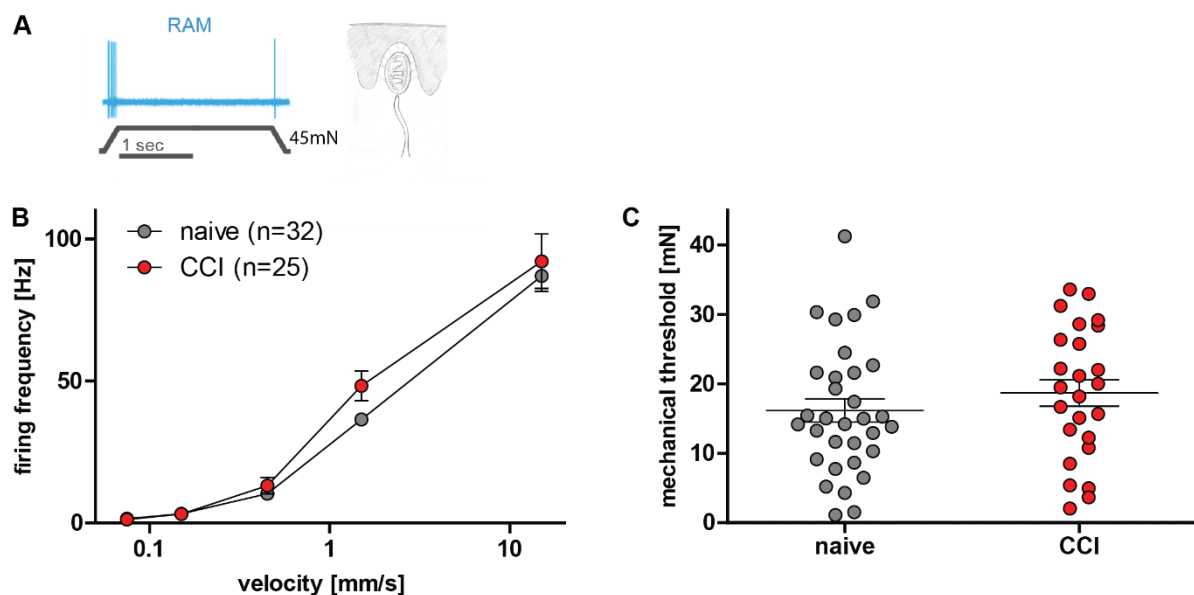 A
RAM
1 sec
45mN
B
naive (n=32)
CCI (n=25)
firing frequency [Hz]
100
50
0
0.1
1
10
velocity [mm/s]
C
mechanical threshold [mN]
40
30
20
10
0
naive
CCI